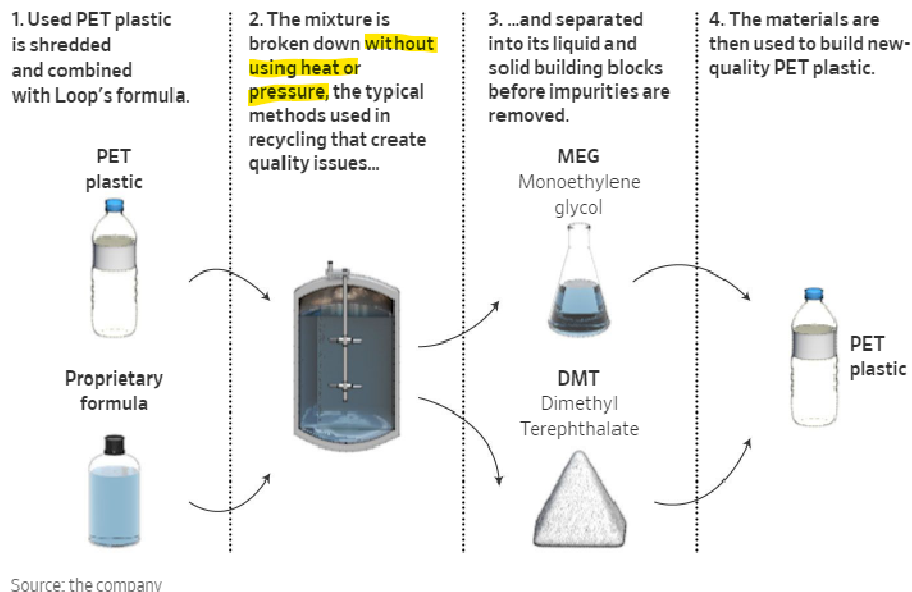 1. Used PET plastic
is shredded
and combined
with Loop's formula.
PET
plastic
Proprietary
formula
2. The mixture is
broken down without
using heat or
pressure, the typical
methods used in
recycling that create
quality issues...
3. ...and separated
into its liquid and
solid building blocks
before impurities are
removed.
MEG
Monoethylene
glycol
DMT
Dimethyl
Terephthalate
4. The materials are
then used to build new-
quality PET plastic.
PET
plastic
Source: the company